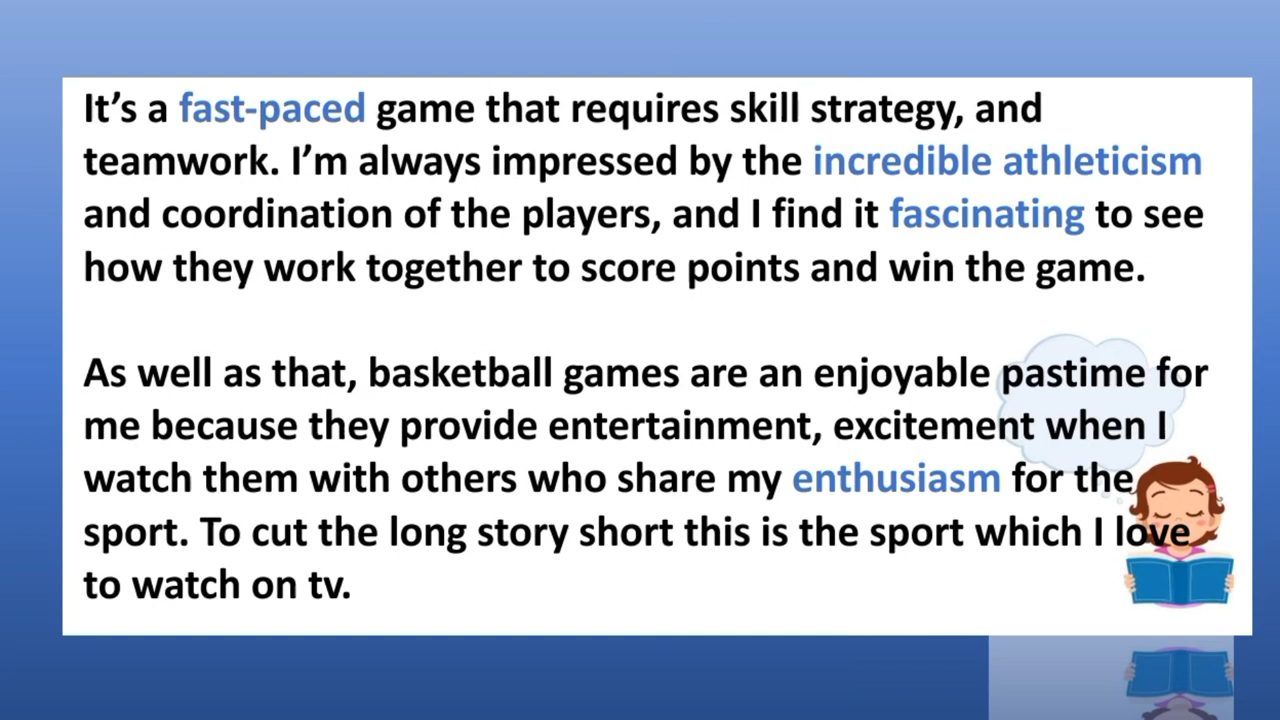 It’s a fast-paced game that requires skill strategy, and
teamwork. I’m always impressed by the incredible athleticism
and coordination of the players, and I find it fascinating to see
how they work together to score points and win the game.
As well as that, basketball games are an enjoyable pastime for
me because they provide entertainment, excitement when I
watch them with others who share my enthusiasm for the
sport. To cut the long story short this is the sport which I love
to watch on tv.